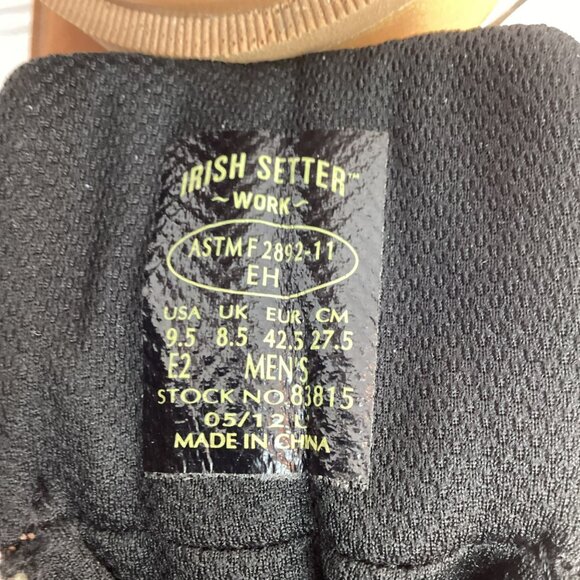 IRISH SETTER™
~WORK~
ASTM F 2892-11
EH
USA UK EUR CM
9.5 8.5 42.5 27.5
E2 MEN'S
STOCK NO. 83815
05/12 L
MADE IN CHINA